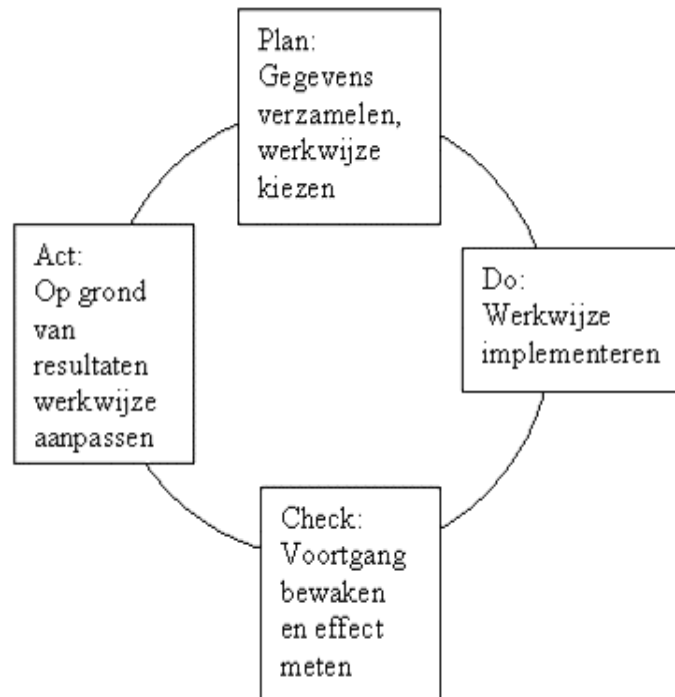 Plan:
Gegevens
verzamelen,
werkwijze
kiezen
Do:
Werkwijze
implementeren
Check:
Voortgang
bewaken
en effect
meten
Act:
Op grond
van
resultaten
werkwijze
aanpassen